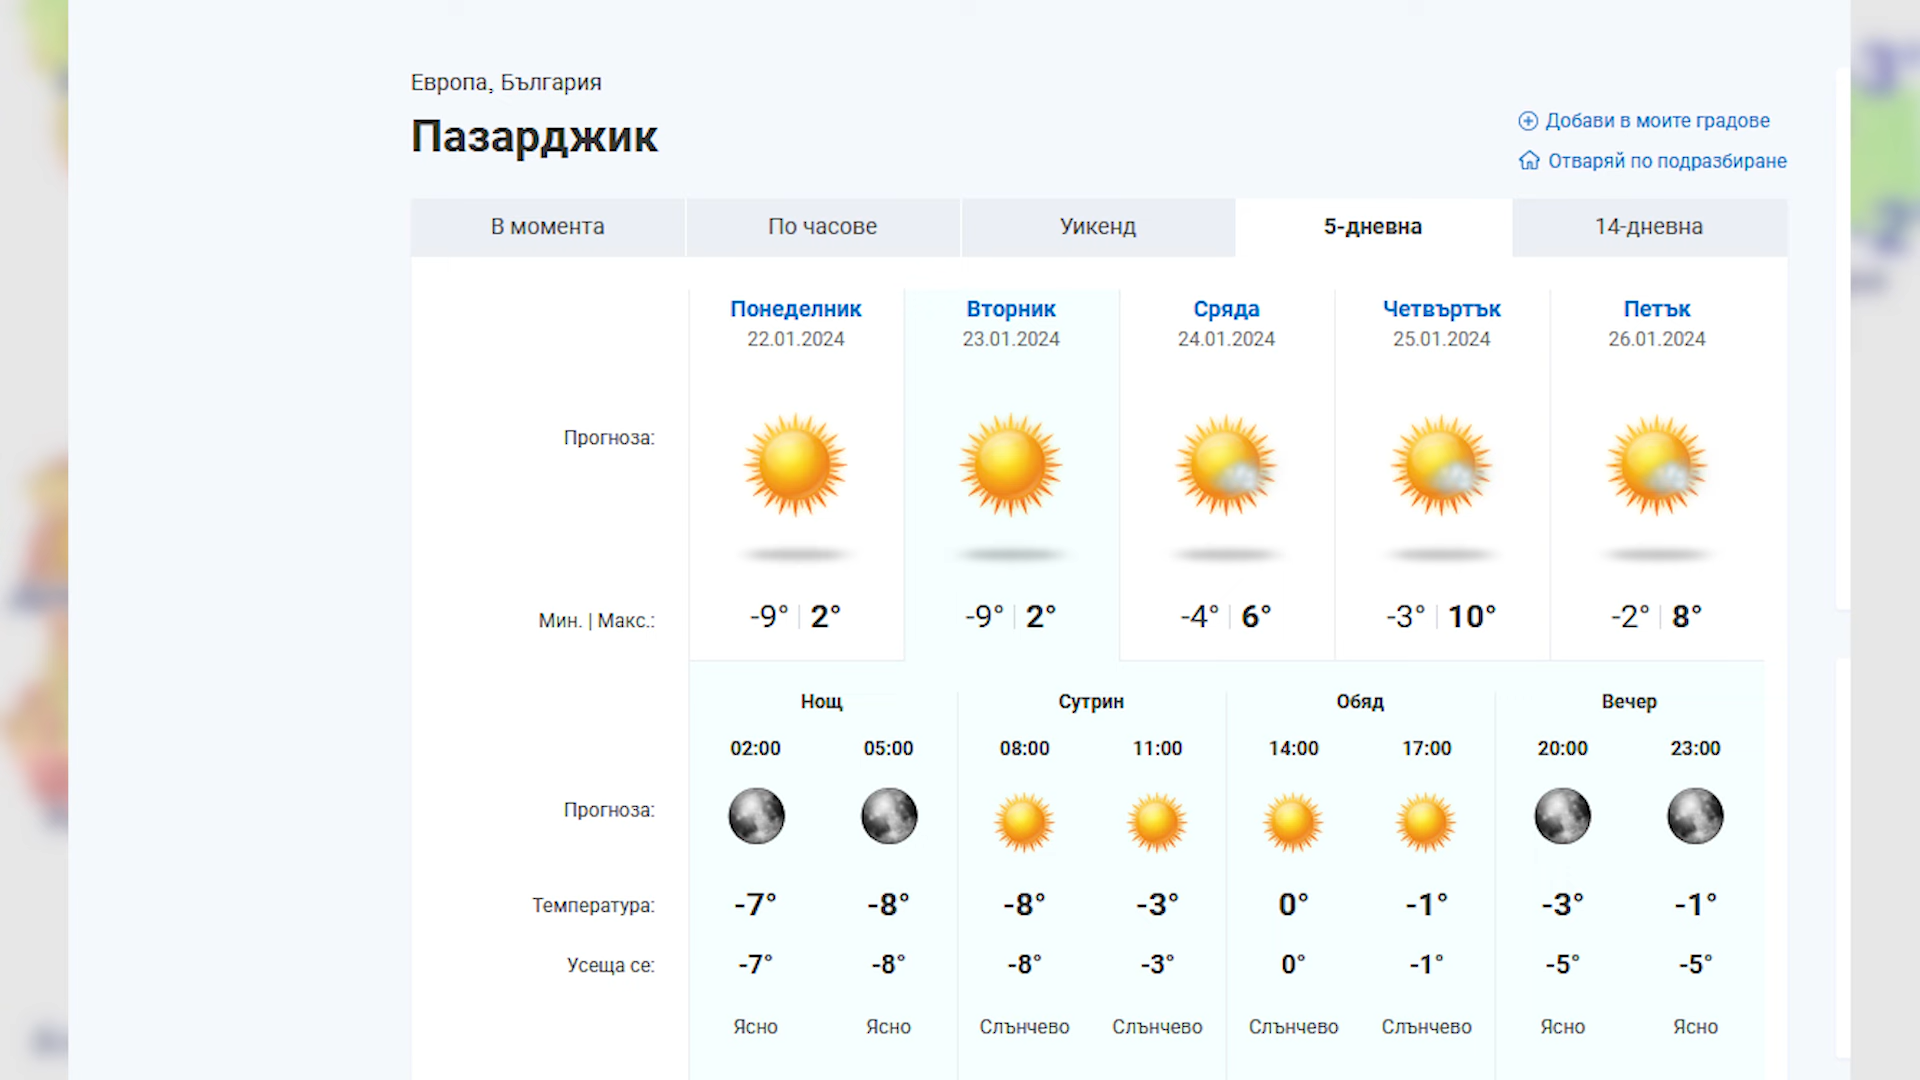 Европа, България
Пазарджик
Добави в моите градове
Отваряй по подразбиране
В момента По часове Уикенд 5-дневна 14-дневна
Понеделник Вторник Сряда Четвъртък Петък
22.01.2024 23.01.2024 24.01.2024 25.01.2024 26.01.2024
Прогноза:
Мин. | Макс.: -9° | 2° -9° | 2° -4° | 6° -3° | 10° -2° | 8°
Нощ Сутрин Обяд Вечер
02:00 05:00 08:00 11:00 14:00 17:00 20:00 23:00
Прогноза:
Температура: -7° -8° -8° -3° 0° -1° -3° -1°
Усеща се: -7° -8° -8° -3° 0° -1° -5° -5°
Ясно Ясно Слънчево Слънчево Слънчево Слънчево Ясно Ясно